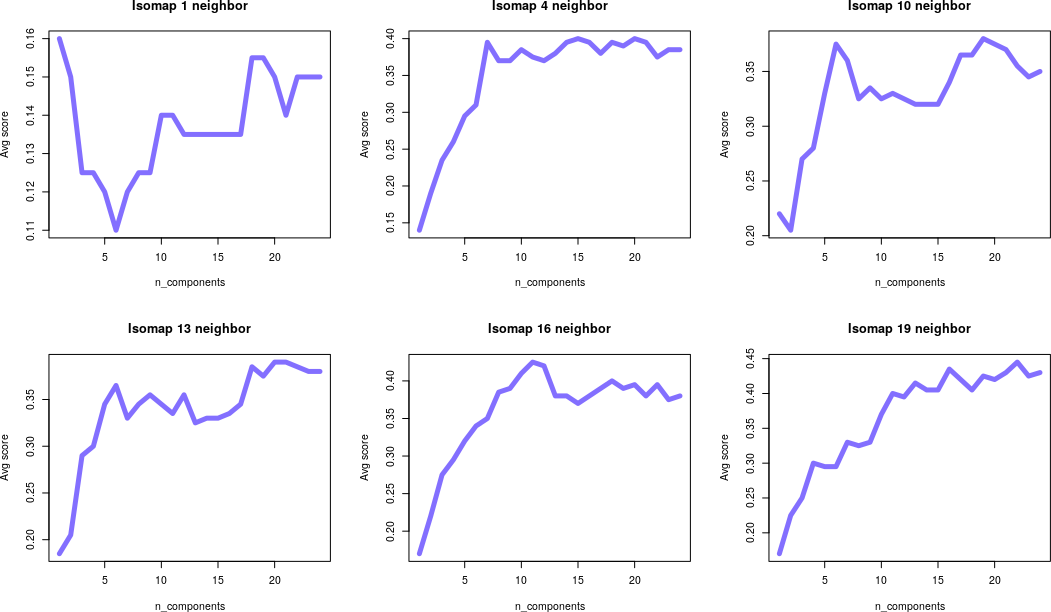 Isomap 1 neighbor
Avg score
0.11 0.12 0.13 0.14 0.15 0.16
5 10 15 20
n_components
Isomap 4 neighbor
Avg score
0.15 0.20 0.25 0.30 0.35 0.40
5 10 15 20
n_components
Isomap 10 neighbor
Avg score
0.20 0.25 0.30 0.35
5 10 15 20
n_components
Isomap 13 neighbor
Avg score
0.20 0.25 0.30 0.35
5 10 15 20
n_components
Isomap 16 neighbor
Avg score
0.20 0.25 0.30 0.35 0.40
5 10 15 20
n_components
Isomap 19 neighbor
Avg score
0.20 0.25 0.30 0.35 0.40 0.45
5 10 15 20
n_components